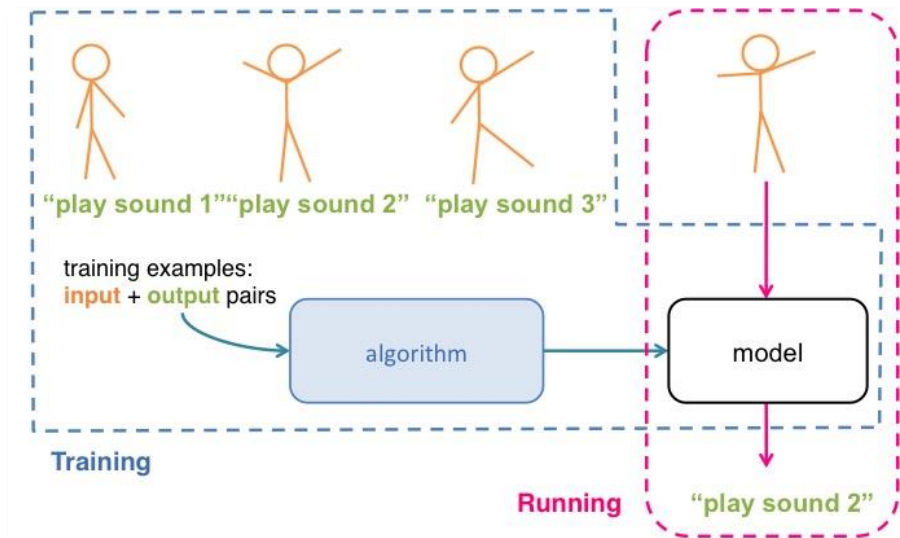 “play sound 1” “play sound 2” “play sound 3”
training examples:
input + output pairs
algorithm
model
Training
Running
“play sound 2”